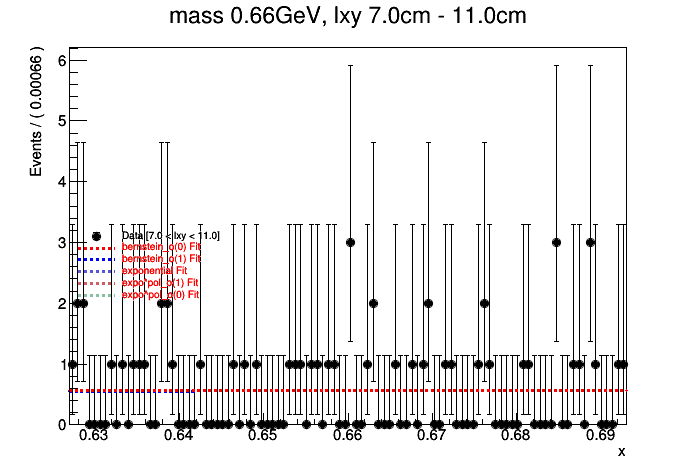 mass 0.66GeV, lxy 7.0cm - 11.0cm
Events / ( 0.00066 )
6
5
4
3
2
1
0
Data [7.0 < lxy < 11.0]
bernstein_o(0) Fit
bernstein_o(1) Fit
exponential Fit
expo*pol_o(1) Fit
expo*pol_o(0) Fit
0.63 0.64 0.65 0.66 0.67 0.68 0.69
x